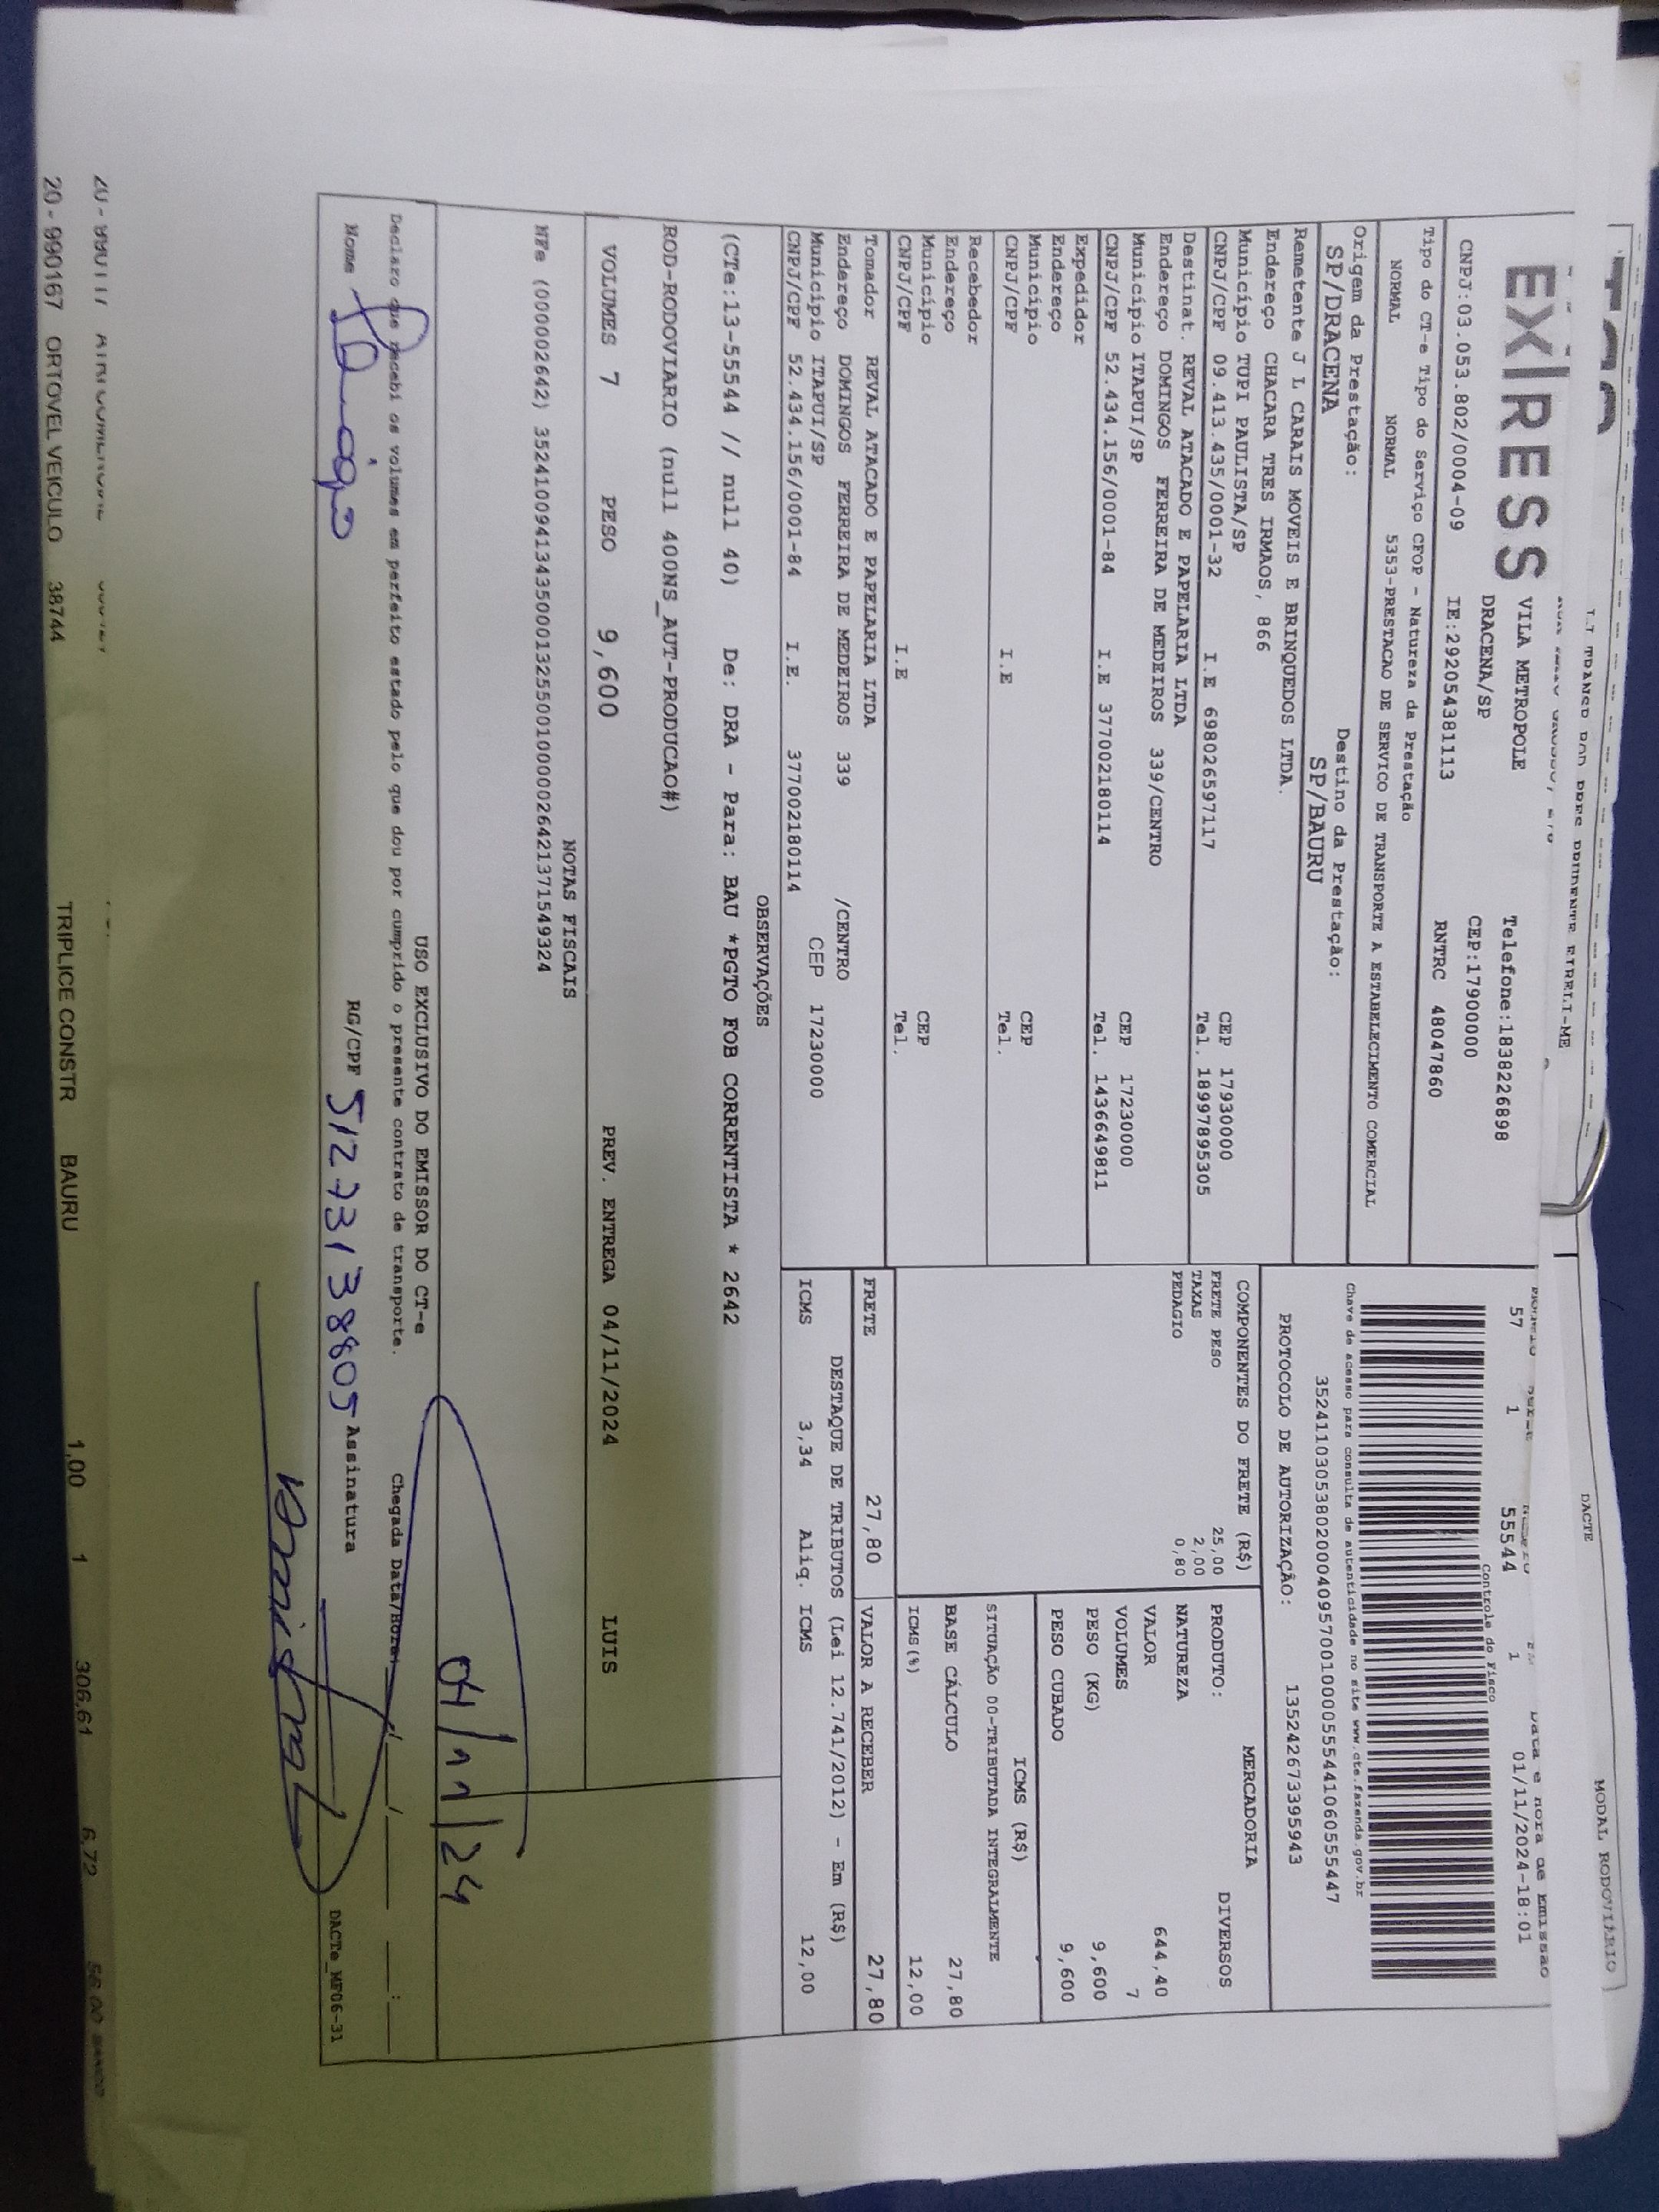 DACTE
MODAL RODOVIÁRIO
EX RESS
VILA METROPOLE
Telefone:1838226898
DRACENA/SP
CEP:17900000
CNPJ:03.053.802/0004-09
IE:292054381113
RNTRC 48047860
57 1 55544 1 01/11/2024-18:01
Controle do Fisco
Chave de acesso para consulta de autenticidade no site www.cte.fazenda.gov.br
35241103053802000409570010000555441060555447
PROTOCOLO DE AUTORIZAÇÃO: 135242673395943
Tipo do CT-e Tipo do Serviço CFOP - Natureza da Prestação
NORMAL NORMAL 5353-PRESTACAO DE SERVICO DE TRANSPORTE A ESTABELECIMENTO COMERCIAL
Origem da Prestação: Destino da Prestação:
SP/DRACENA SP/BAURU
Remetente J L CARAIS MOVEIS E BRINQUEDOS LTDA.
Endereço CHACARA TRES IRMAOS, 866
Município TUPI PAULISTA/SP CEP 17930000
CNPJ/CPF 09.413.435/0001-32 I.E 698026597117 Tel. 18997895305
Destinat. REVAL ATACADO E PAPELARIA LTDA
Endereço DOMINGOS FERREIRA DE MEDEIROS 339/CENTRO
Município ITAPUI/SP CEP 17230000
CNPJ/CPF 52.434.156/0001-84 I.E 377002180114 Tel. 1436649811
Expedidor
Endereço
Município CEP
CNPJ/CPF I.E Tel.
Recebedor
Endereço
Município CEP
CNPJ/CPF I.E Tel.
Tomador REVAL ATACADO E PAPELARIA LTDA
Endereço DOMINGOS FERREIRA DE MEDEIROS 339 /CENTRO
Município ITAPUI/SP CEP 17230000
CNPJ/CPF 52.434.156/0001-84 I.E. 377002180114
COMPONENTES DO FRETE (R$)
FRETE PESO 25,00
TAXAS 2,00
PEDAGIO 0,80
MERCADORIA
PRODUTO: DIVERSOS
NATUREZA
VALOR 644,40
VOLUMES 7
PESO (KG) 9,600
PESO CUBADO 9,600
ICMS (R$)
SITUAÇÃO 00-TRIBUTADA INTEGRALMENTE
BASE CÁLCULO 27,80
ICMS(%) 12,00
FRETE 27,80 VALOR A RECEBER 27,80
DESTAQUE DE TRIBUTOS (Lei 12.741/2012) - Em (R$)
ICMS 3,34 Aliq. ICMS 12,00
OBSERVAÇÕES
(CTe:13-55544 // null 40) De: DRA - Para: BAU *PGTO FOB CORRENTISTA * 2642
ROD-RODOVIARIO (null 400NS_AUT-PRODUCAO#)
VOLUMES 7 PESO 9,600 PREV. ENTREGA 04/11/2024 LUIS
NOTAS FISCAIS
NFe (000002642) 35241009413435000132550010000026421371549324
04/11/24
USO EXCLUSIVO DO EMISSOR DO CT-e
Declaro que recebi os volumes em perfeito estado pelo que dou por cumprido o presente contrato de transporte. Chegada Data/Hora: / / :
Nome RG/CPF 51273138805 Assinatura
DACTe_MF06-31
20-990167 ORTOVEL VEICULO 38744 TRIPLICE CONSTR BAURU 1,00 1 306,61 6,72